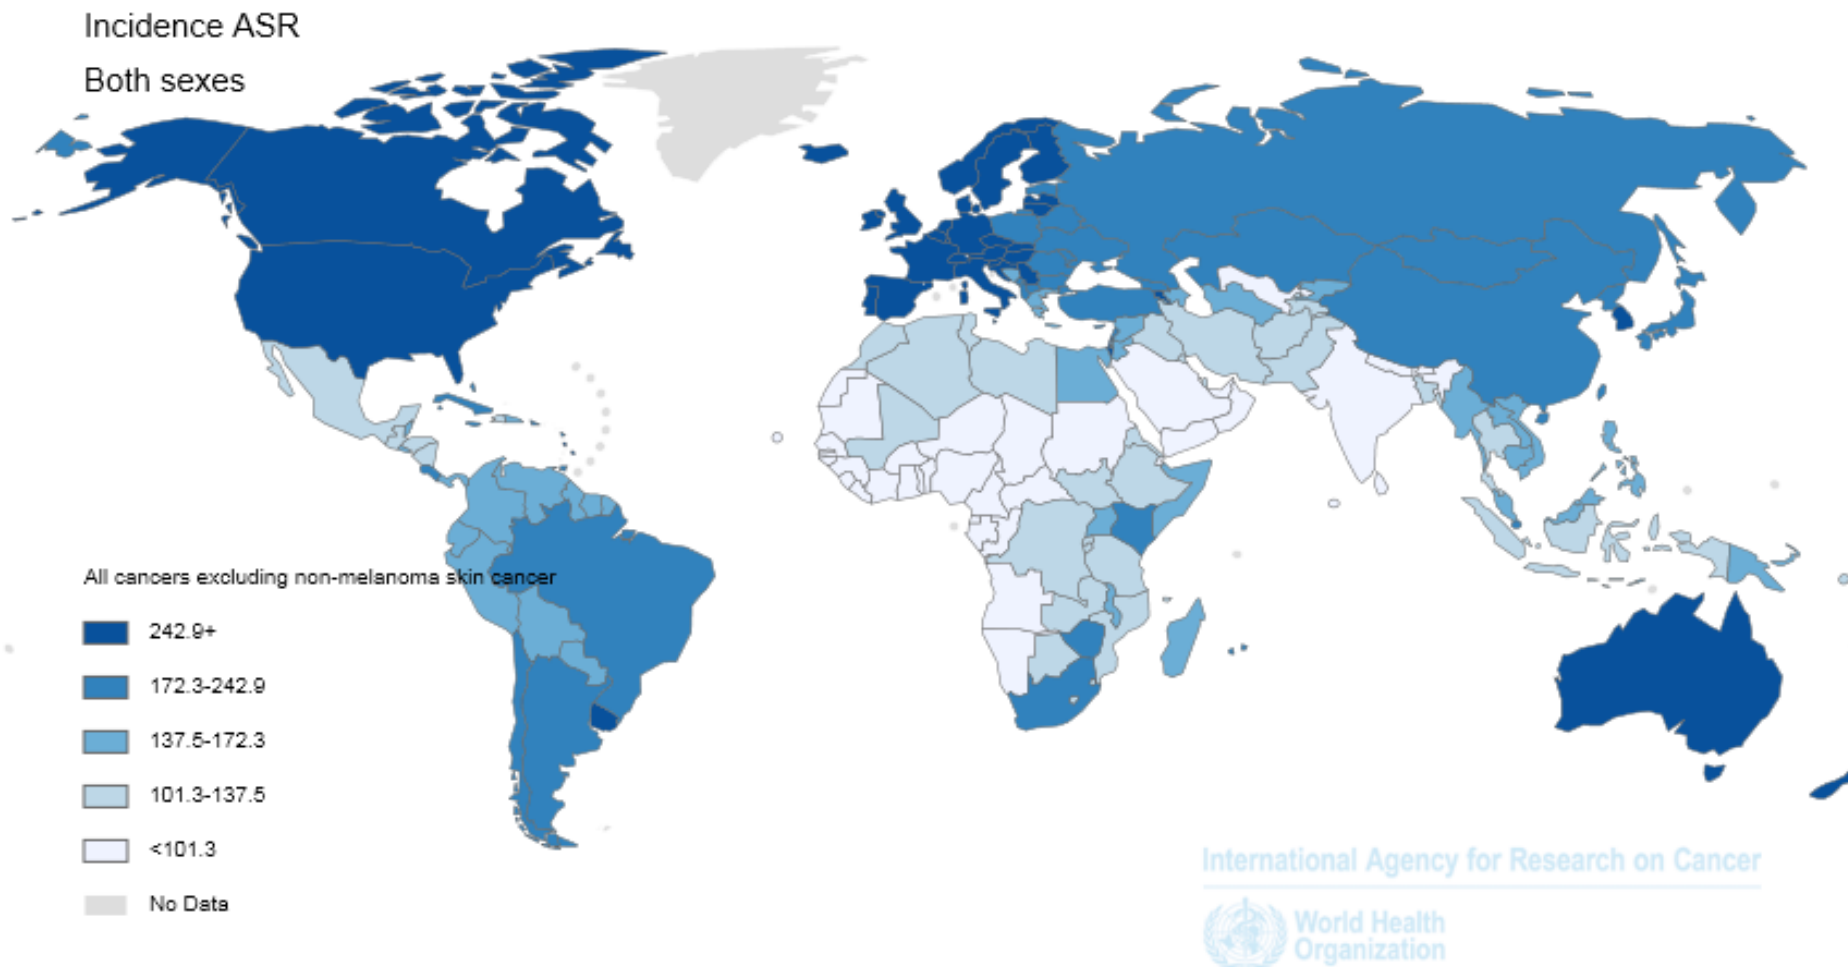 Incidence ASR
Both sexes
All cancers excluding non-melanoma skin cancer
242.9+
172.3-242.9
137.5-172.3
101.3-137.5
<101.3
No Data
International Agency for Research on Cancer
World Health
Organization